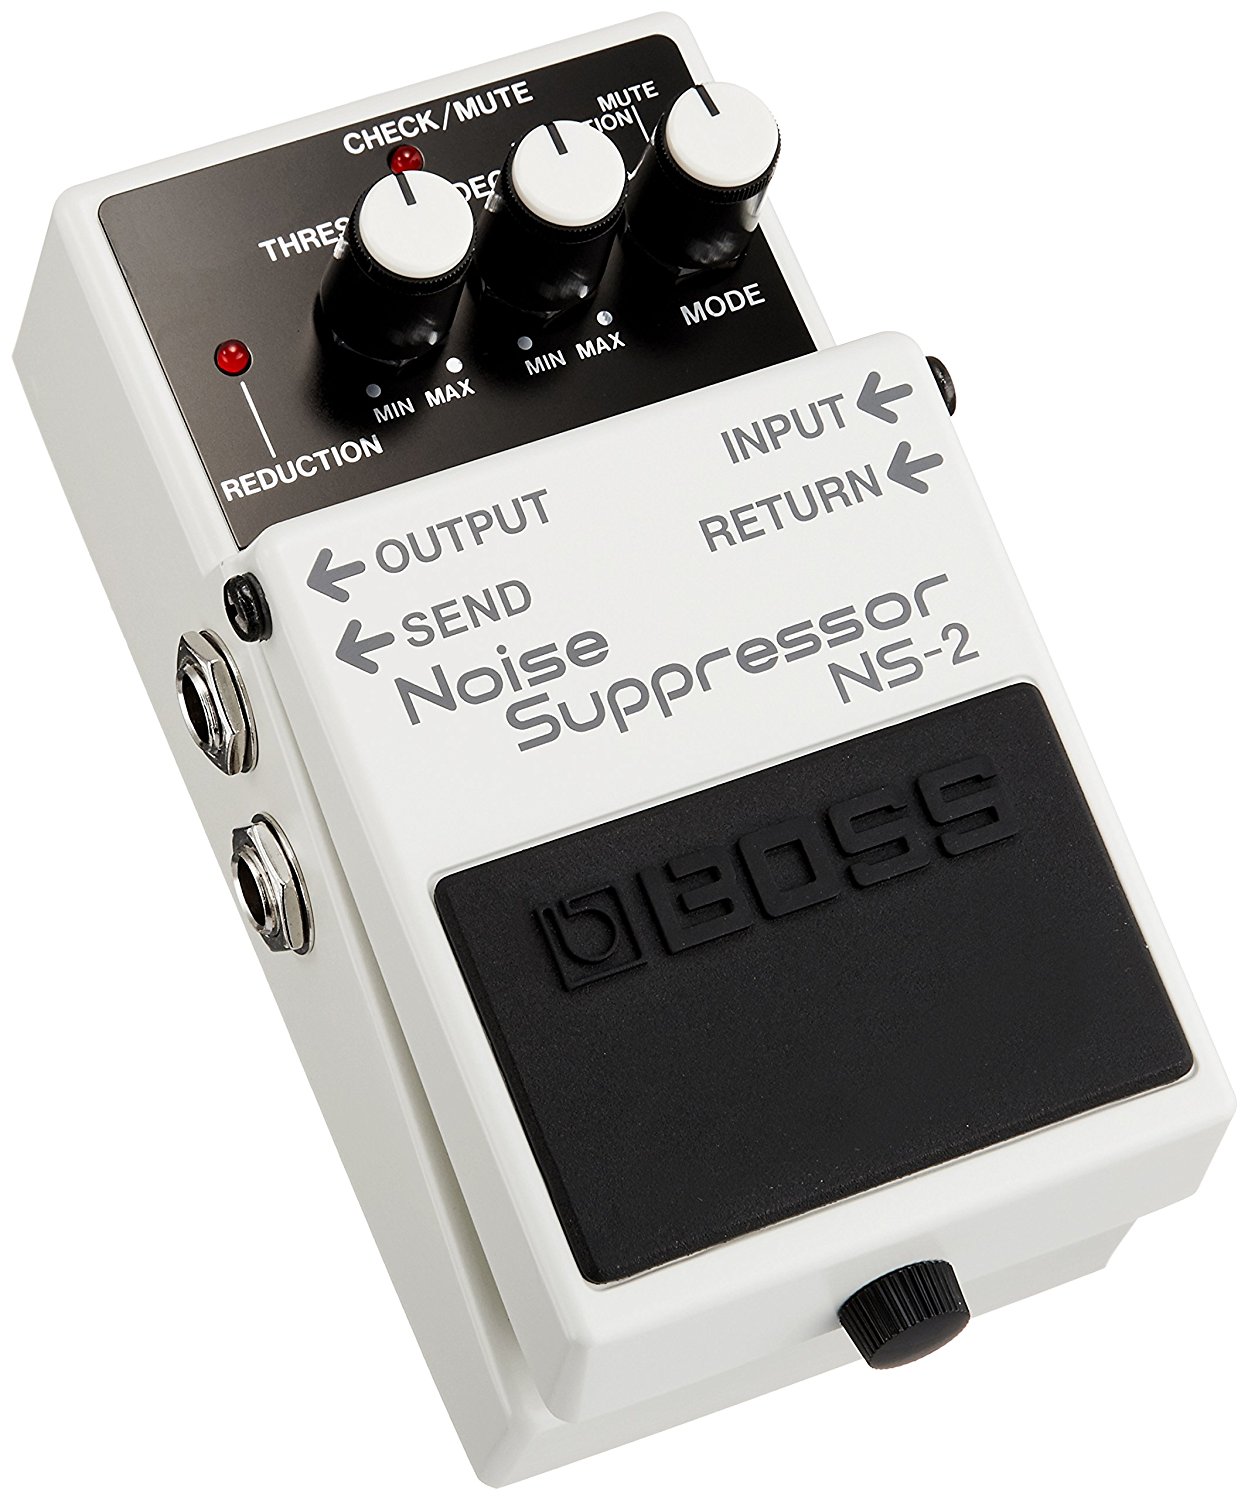 CHECK/MUTE
MUTE
MODE
MIN MAX
MIN MAX
REDUCTION
INPUT
RETURN
OUTPUT
SEND
Noise
Suppressor
NS-2
BOSS